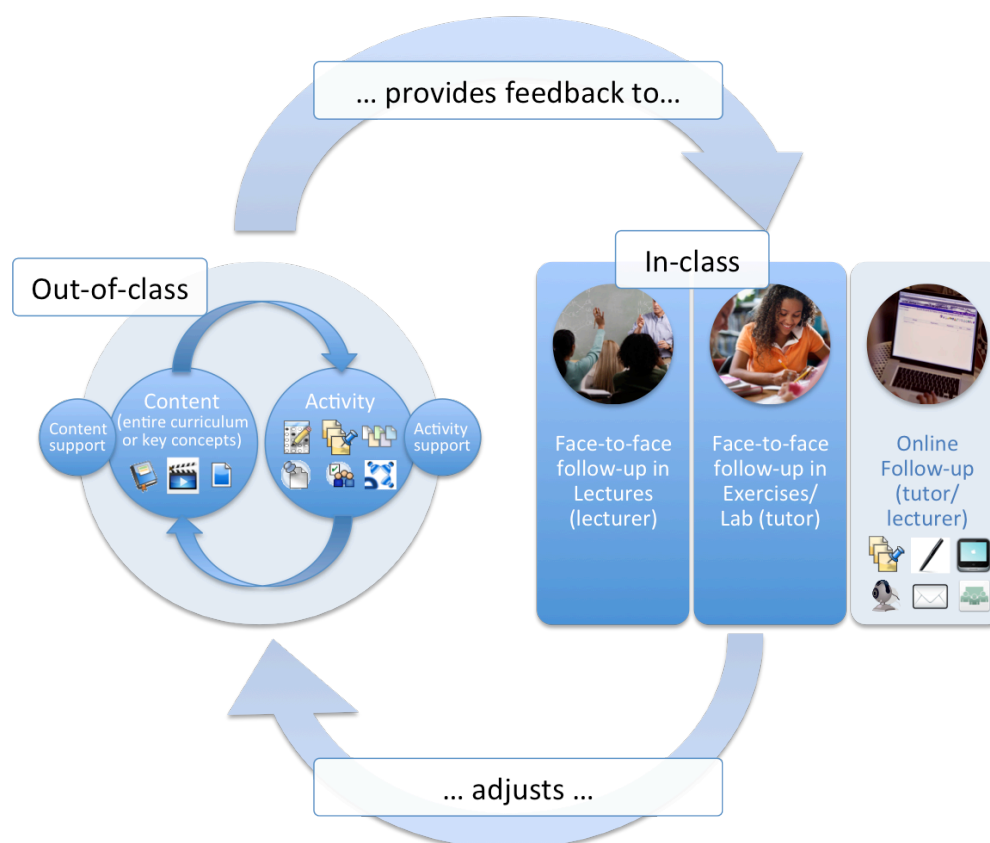 ... provides feedback to...
In-class
Out-of-class
Content
(entire curriculum
or key concepts)
Content
support
Activity
Activity
support
Face-to-face
follow-up in
Lectures
(lecturer)
Face-to-face
follow-up in
Exercises/
Lab (tutor)
Online
Follow-up
(tutor/
lecturer)
... adjusts ...